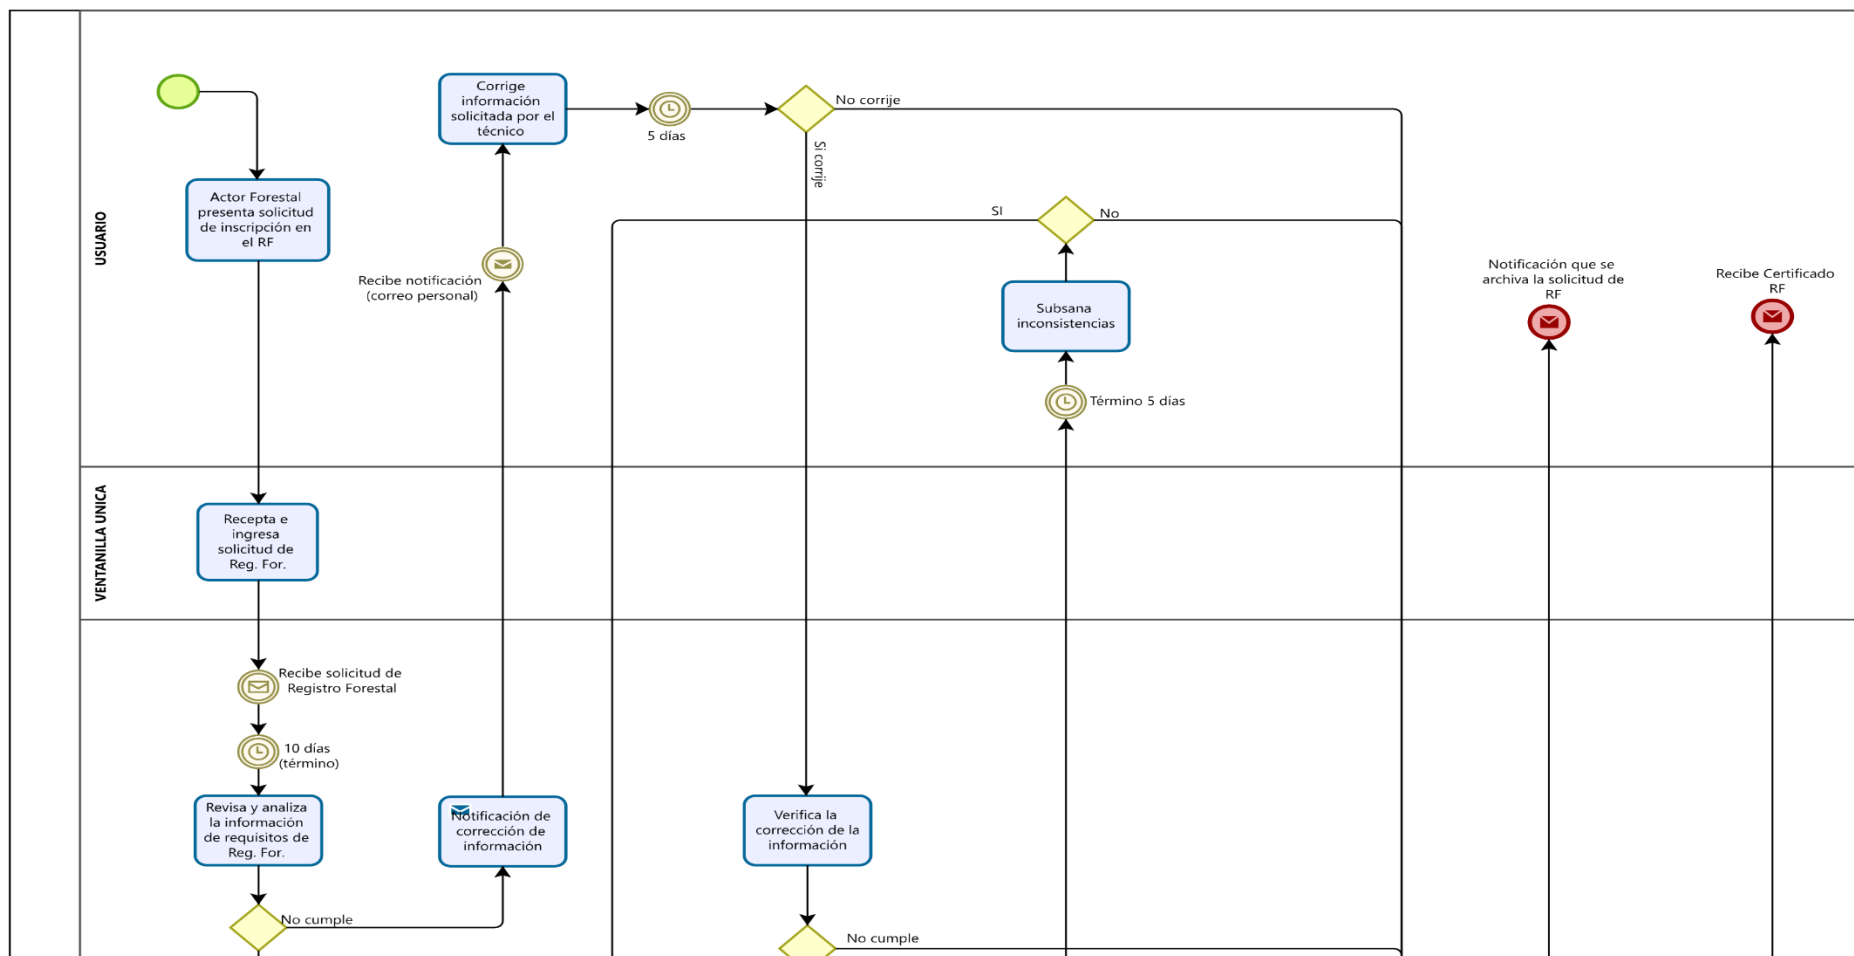 USUARIO
Actor Forestal
presenta solicitud
de inscripción en
el RF
Corrige
información
solicitada por el
técnico
5 días
No corrije
Si corrije
Recibe notificación
(correo personal)
SI
No
Subsana
inconsistencias
Término 5 días
Notificación que se
archiva la solicitud de
RF
Recibe Certificado
RF
VENTANILLA UNICA
Recepta e
ingresa
solicitud de
Reg. For.
Recibe solicitud de
Registro Forestal
10 días
(término)
Revisa y analiza
la información
de requisitos de
Reg. For.
No cumple
Notificación de
corrección de
información
Verifica la
corrección de la
información
No cumple